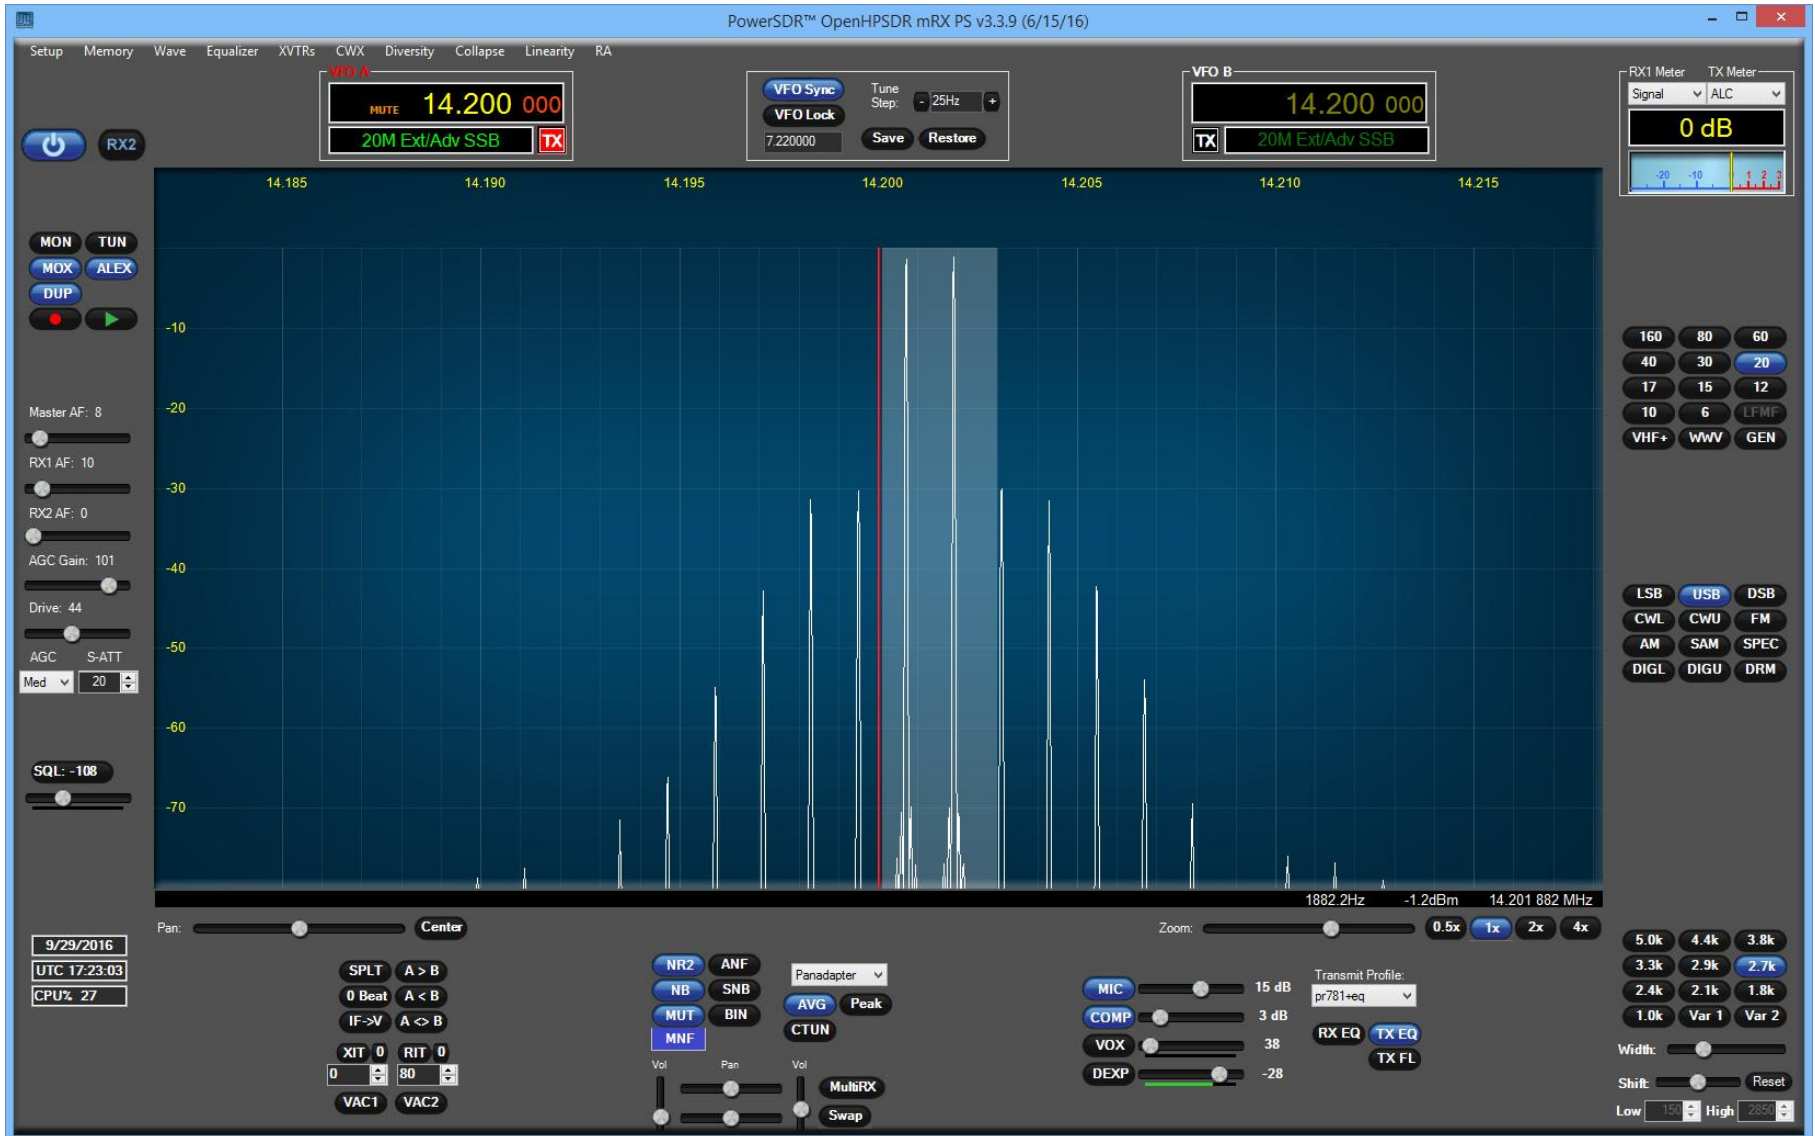 PowerSDR™ OpenHPSDR mRX PS v3.3.9 (6/15/16)
Setup Memory Wave Equalizer XVTRs CWX Diversity Collapse Linearity RA
VFO A
MUTE 14.200 000
20M Ext/Adv SSB TX
VFO Sync
VFO Lock
7.220000
Tune Step: - 25Hz +
Save Restore
VFO B
14.200 000
TX 20M Ext/Adv SSB
RX1 Meter TX Meter
Signal ALC
0 dB
-20 -10 1 2 3
RX2
14.185 14.190 14.195 14.200 14.205 14.210 14.215
MON TUN
MOX ALEX
DUP
-10
-20
-30
-40
-50
-60
-70
Master AF: 8
RX1 AF: 10
RX2 AF: 0
AGC Gain: 101
Drive: 44
AGC S-ATT
Med 20
SQL: -108
160 80 60
40 30 20
17 15 12
10 6 LFMF
VHF+ WWV GEN
LSB USB DSB
CWL CWU FM
AM SAM SPEC
DIGL DIGU DRM
1882.2Hz -1.2dBm 14.201 882 MHz
Pan: Center
Zoom: 0.5x 1x 2x 4x
9/29/2016
UTC 17:23:03
CPU% 27
SPLT A > B
0 Beat A < B
IF->V A <> B
XIT 0 RIT 0
0 80
VAC1 VAC2
NR2 ANF
NB SNB
MUT BIN
MNF
Panadapter
AVG Peak
CTUN
Vol Pan Vol
MultiRX
Swap
MIC 15 dB
COMP 3 dB
VOX 38
DEXP -28
Transmit Profile:
pr781+eq
RX EQ TX EQ
TX FL
5.0k 4.4k 3.8k
3.3k 2.9k 2.7k
2.4k 2.1k 1.8k
1.0k Var 1 Var 2
Width:
Shift: Reset
Low 150 High 2850